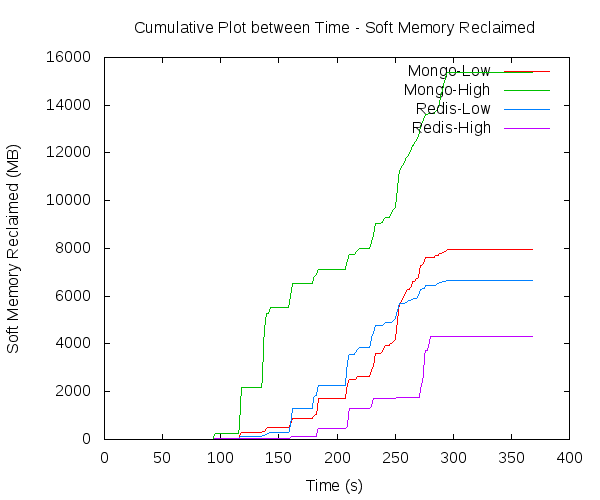 Cumulative Plot between Time - Soft Memory Reclaimed
16000
14000
12000
10000
8000
6000
4000
2000
0
Soft Memory Reclaimed (MB)
Mongo-Low
Mongo-High
Redis-Low
Redis-High
0 50 100 150 200 250 300 350 400
Time (s)